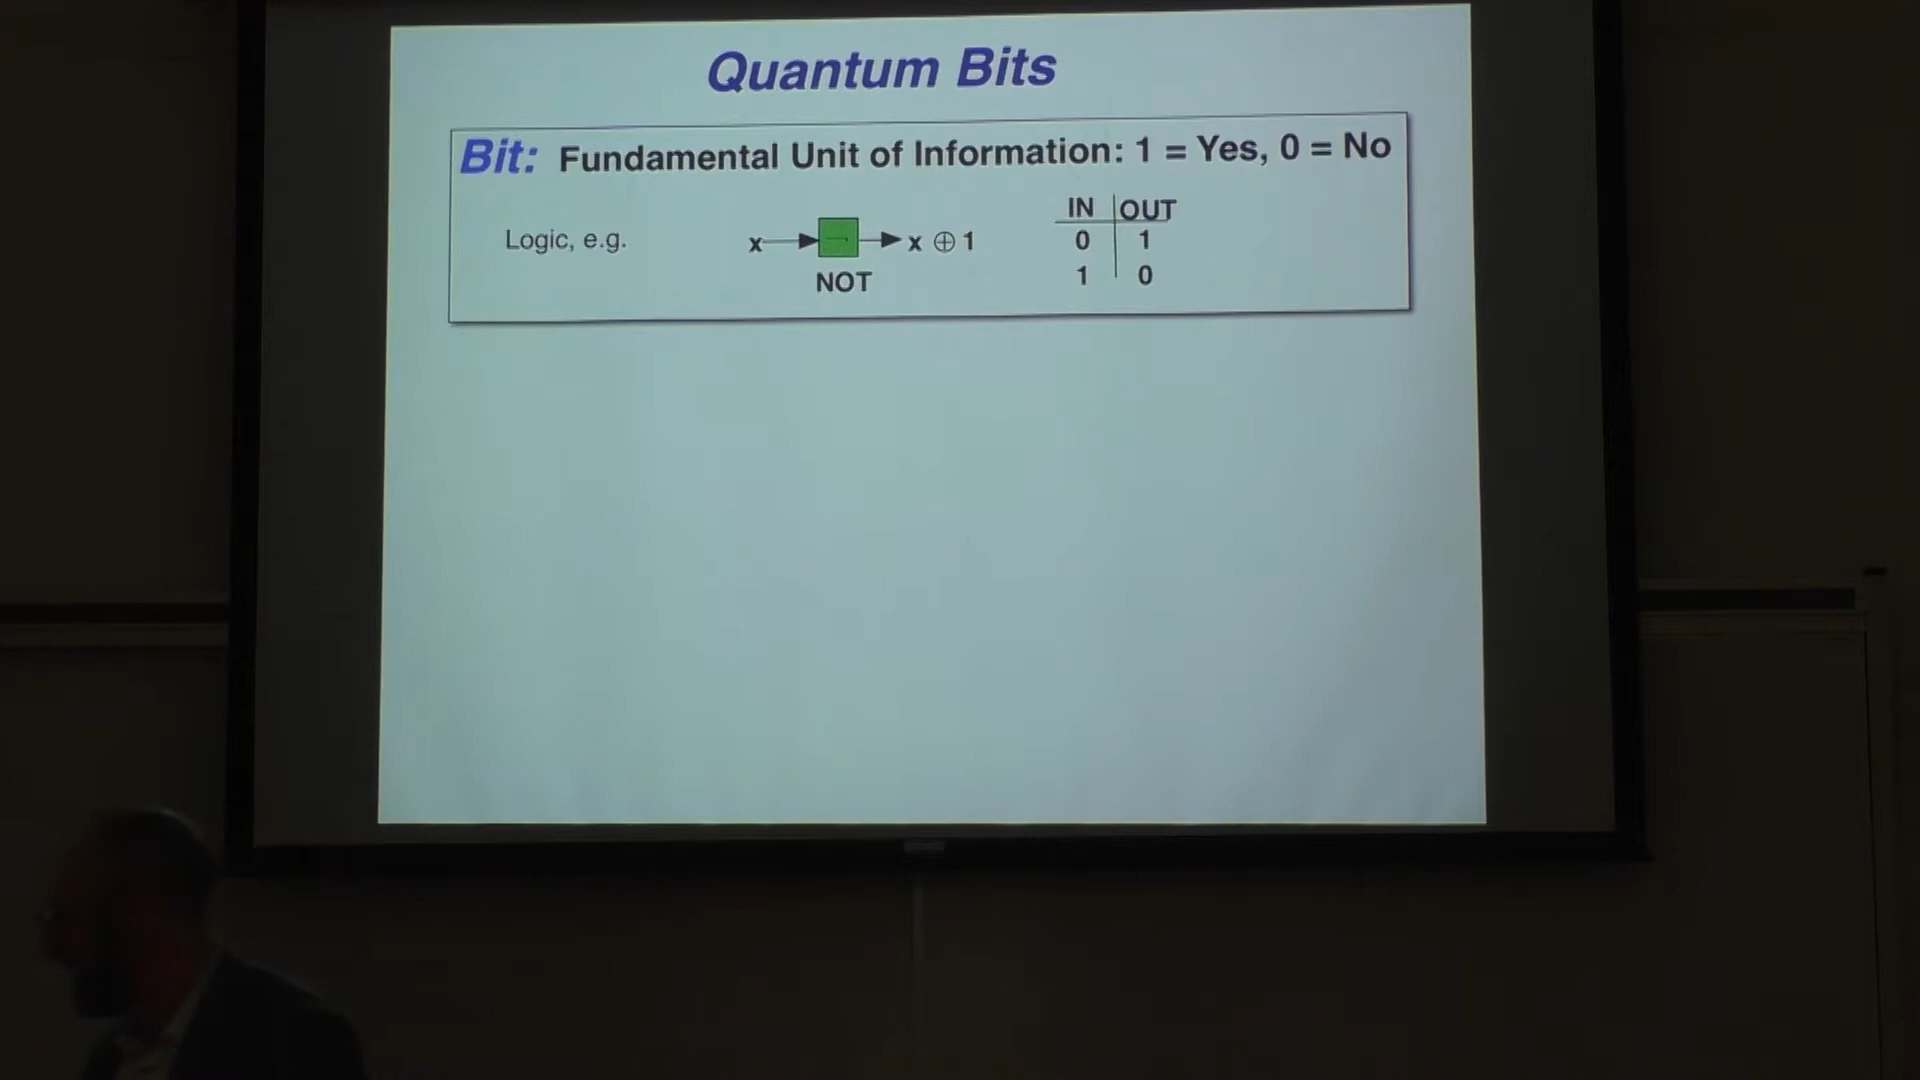 Quantum Bits
Bit: Fundamental Unit of Information: 1 = Yes, 0 = No
IN OUT
Logic, e.g. x ¬ x ⊕ 1 0 1
NOT 1 0